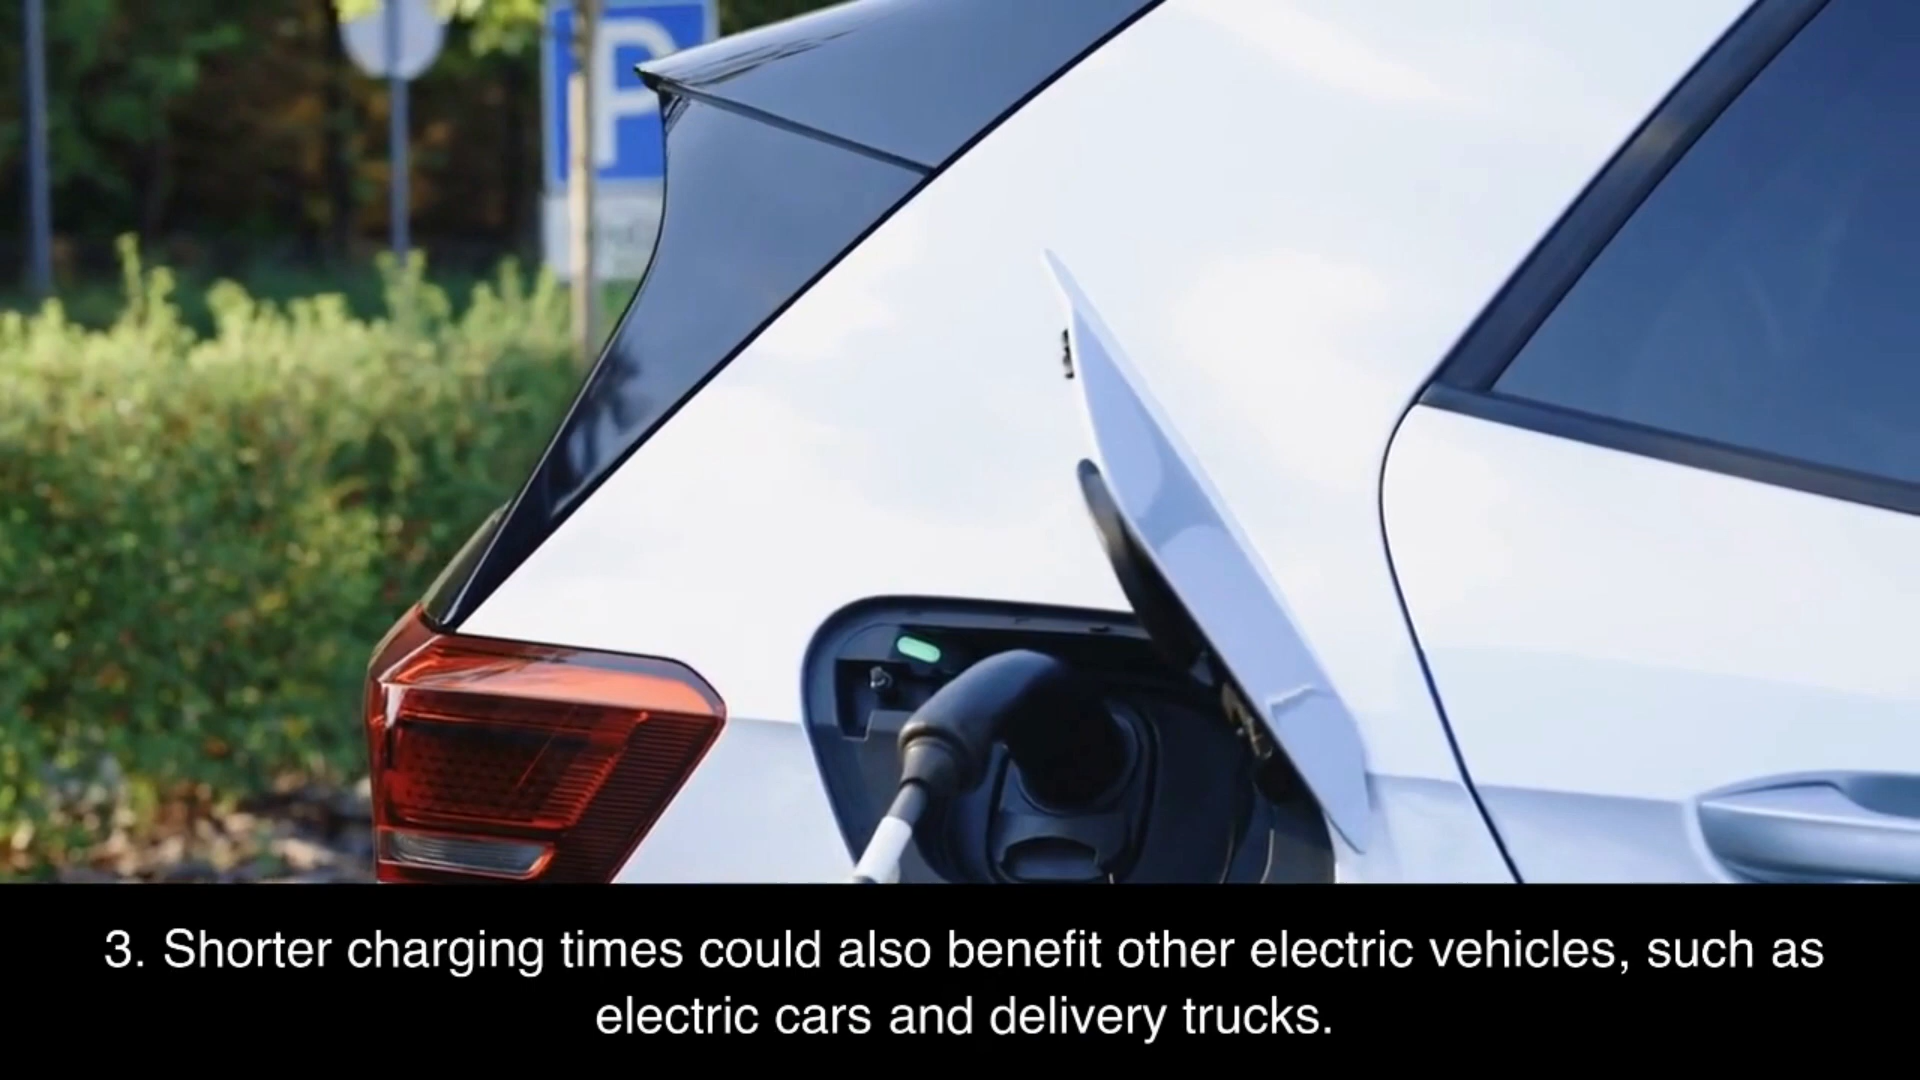 P
3. Shorter charging times could also benefit other electric vehicles, such as
electric cars and delivery trucks.